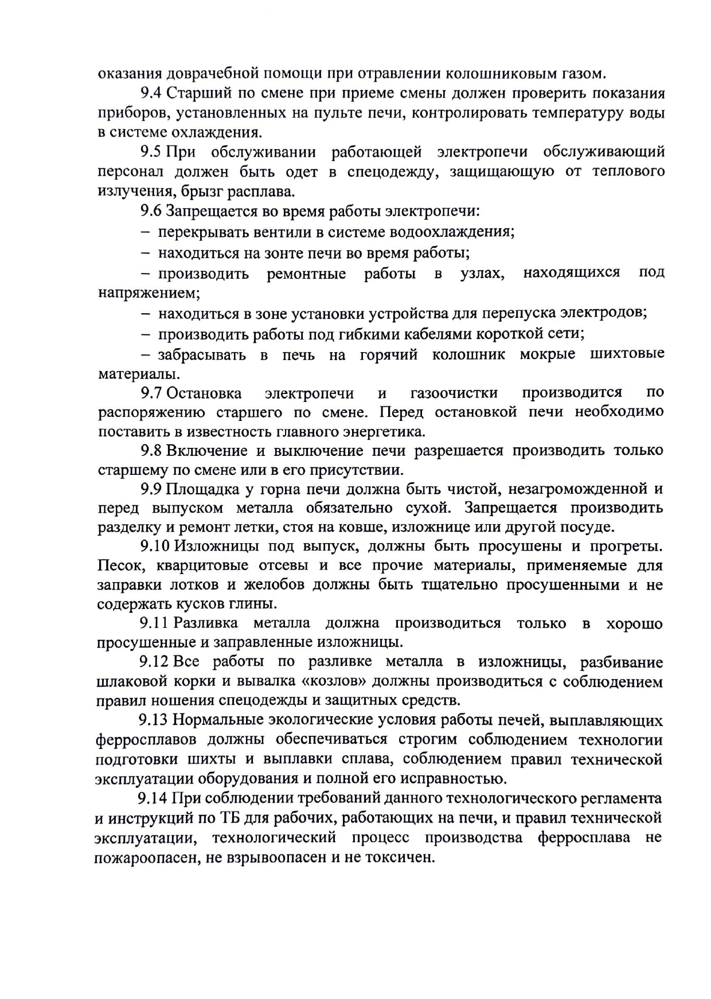 оказания доврачебной помощи при отравлении колошниковым газом.
9.4 Старший по смене при приеме смены должен проверить показания
приборов, установленных на пульте печи, контролировать температуру воды
в системе охлаждения.
9.5 При обслуживании работающей электропечи обслуживающий
персонал должен быть одет в спецодежду, защищающую от теплового
излучения, брызг расплава.
9.6 Запрещается во время работы электропечи:
– перекрывать вентили в системе водоохлаждения;
– находиться на зонте печи во время работы;
– производить ремонтные работы в узлах, находящихся под
напряжением;
– находиться в зоне установки устройства для перепуска электродов;
– производить работы под гибкими кабелями короткой сети;
– забрасывать в печь на горячий колошник мокрые шихтовые
материалы.
9.7 Остановка электропечи и газоочистки производится по
распоряжению старшего по смене. Перед остановкой печи необходимо
поставить в известность главного энергетика.
9.8 Включение и выключение печи разрешается производить только
старшему по смене или в его присутствии.
9.9 Площадка у горна печи должна быть чистой, незагроможденной и
перед выпуском металла обязательно сухой. Запрещается производить
разделку и ремонт летки, стоя на ковше, изложнице или другой посуде.
9.10 Изложницы под выпуск, должны быть просушены и прогреты.
Песок, кварцитовые отсевы и все прочие материалы, применяемые для
заправки лотков и желобов должны быть тщательно просушенными и не
содержать кусков глины.
9.11 Разливка металла должна производиться только в хорошо
просушенные и заправленные изложницы.
9.12 Все работы по разливке металла в изложницы, разбивание
шлаковой корки и вывалка «козлов» должны производиться с соблюдением
правил ношения спецодежды и защитных средств.
9.13 Нормальные экологические условия работы печей, выплавляющих
ферросплавов должны обеспечиваться строгим соблюдением технологии
подготовки шихты и выплавки сплава, соблюдением правил технической
эксплуатации оборудования и полной его исправностью.
9.14 При соблюдении требований данного технологического регламента
и инструкций по ТБ для рабочих, работающих на печи, и правил технической
эксплуатации, технологический процесс производства ферросплава не
пожароопасен, не взрывоопасен и не токсичен.